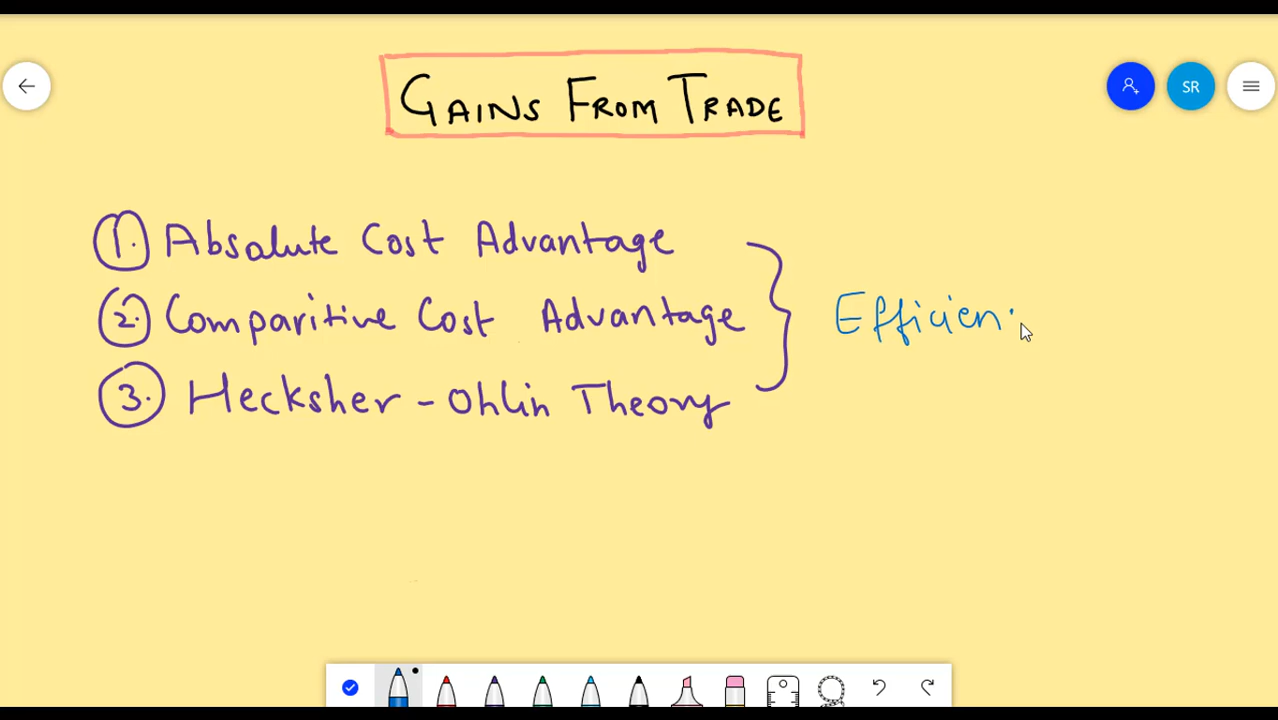 GAINS FROM TRADE
SR
1. Absolute Cost Advantage
2. Comparitive Cost Advantage
Efficien
3. Hecksher - Ohlin Theory